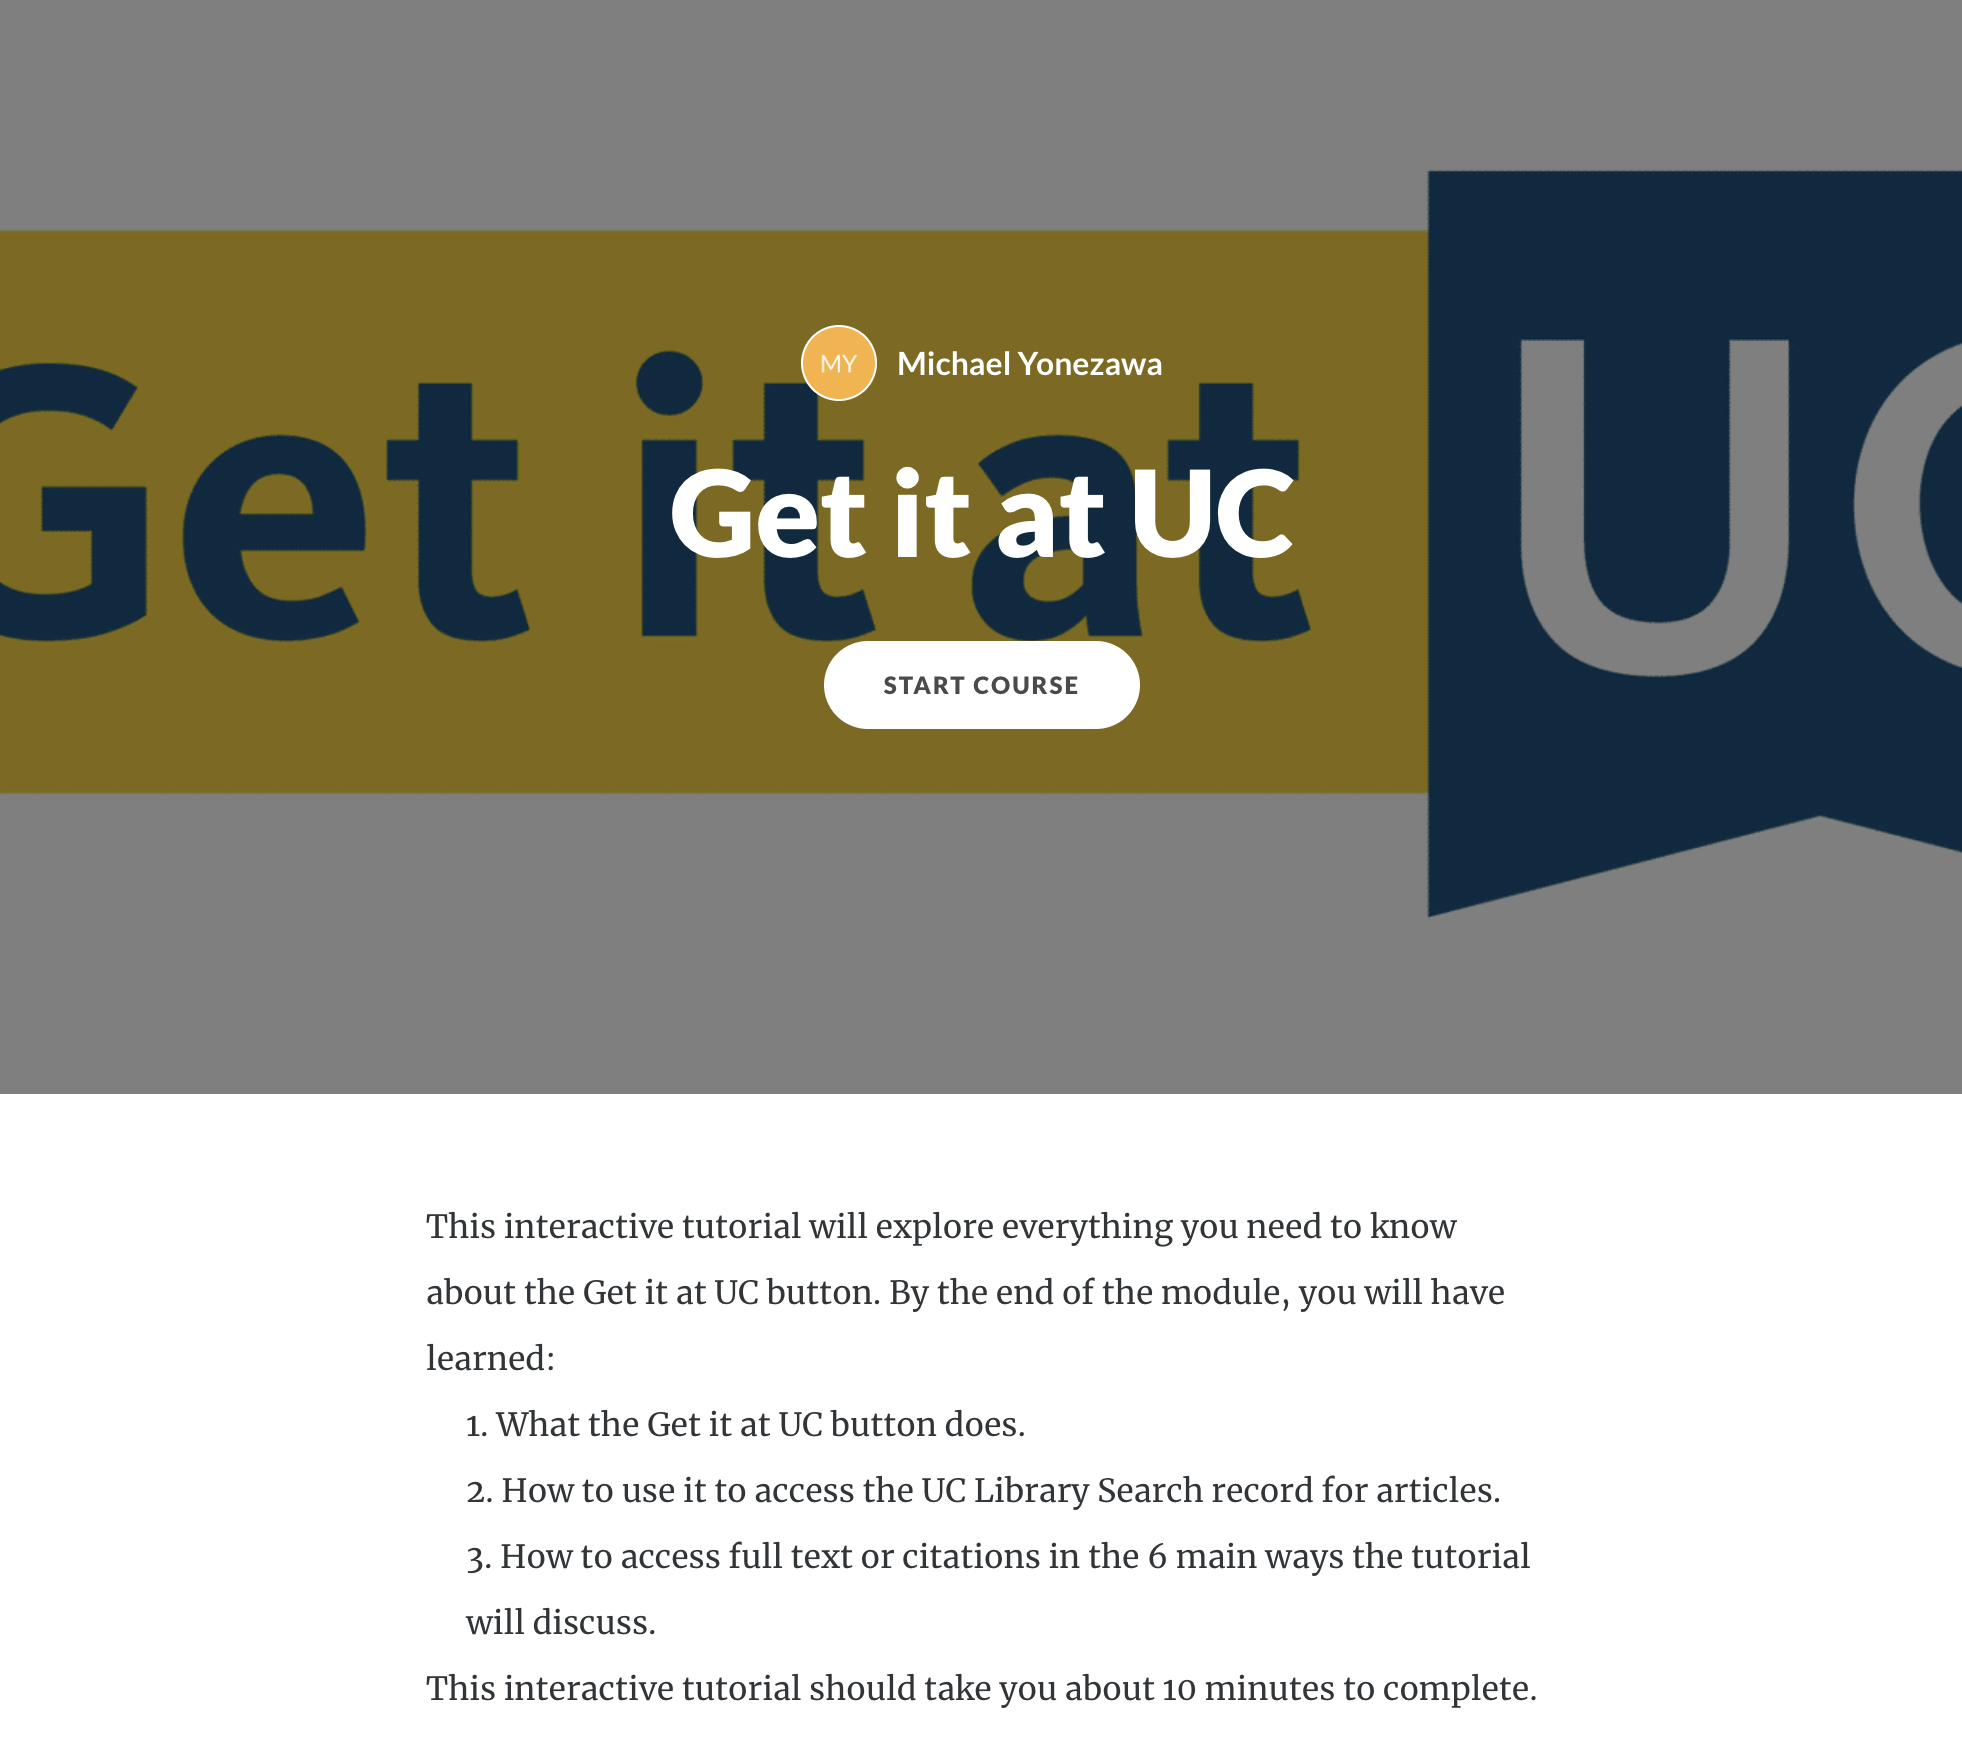 MY Michael Yonezawa
Get it at UC
Get it at UC
START COURSE
This interactive tutorial will explore everything you need to know
about the Get it at UC button. By the end of the module, you will have
learned:
1. What the Get it at UC button does.
2. How to use it to access the UC Library Search record for articles.
3. How to access full text or citations in the 6 main ways the tutorial
will discuss.
This interactive tutorial should take you about 10 minutes to complete.